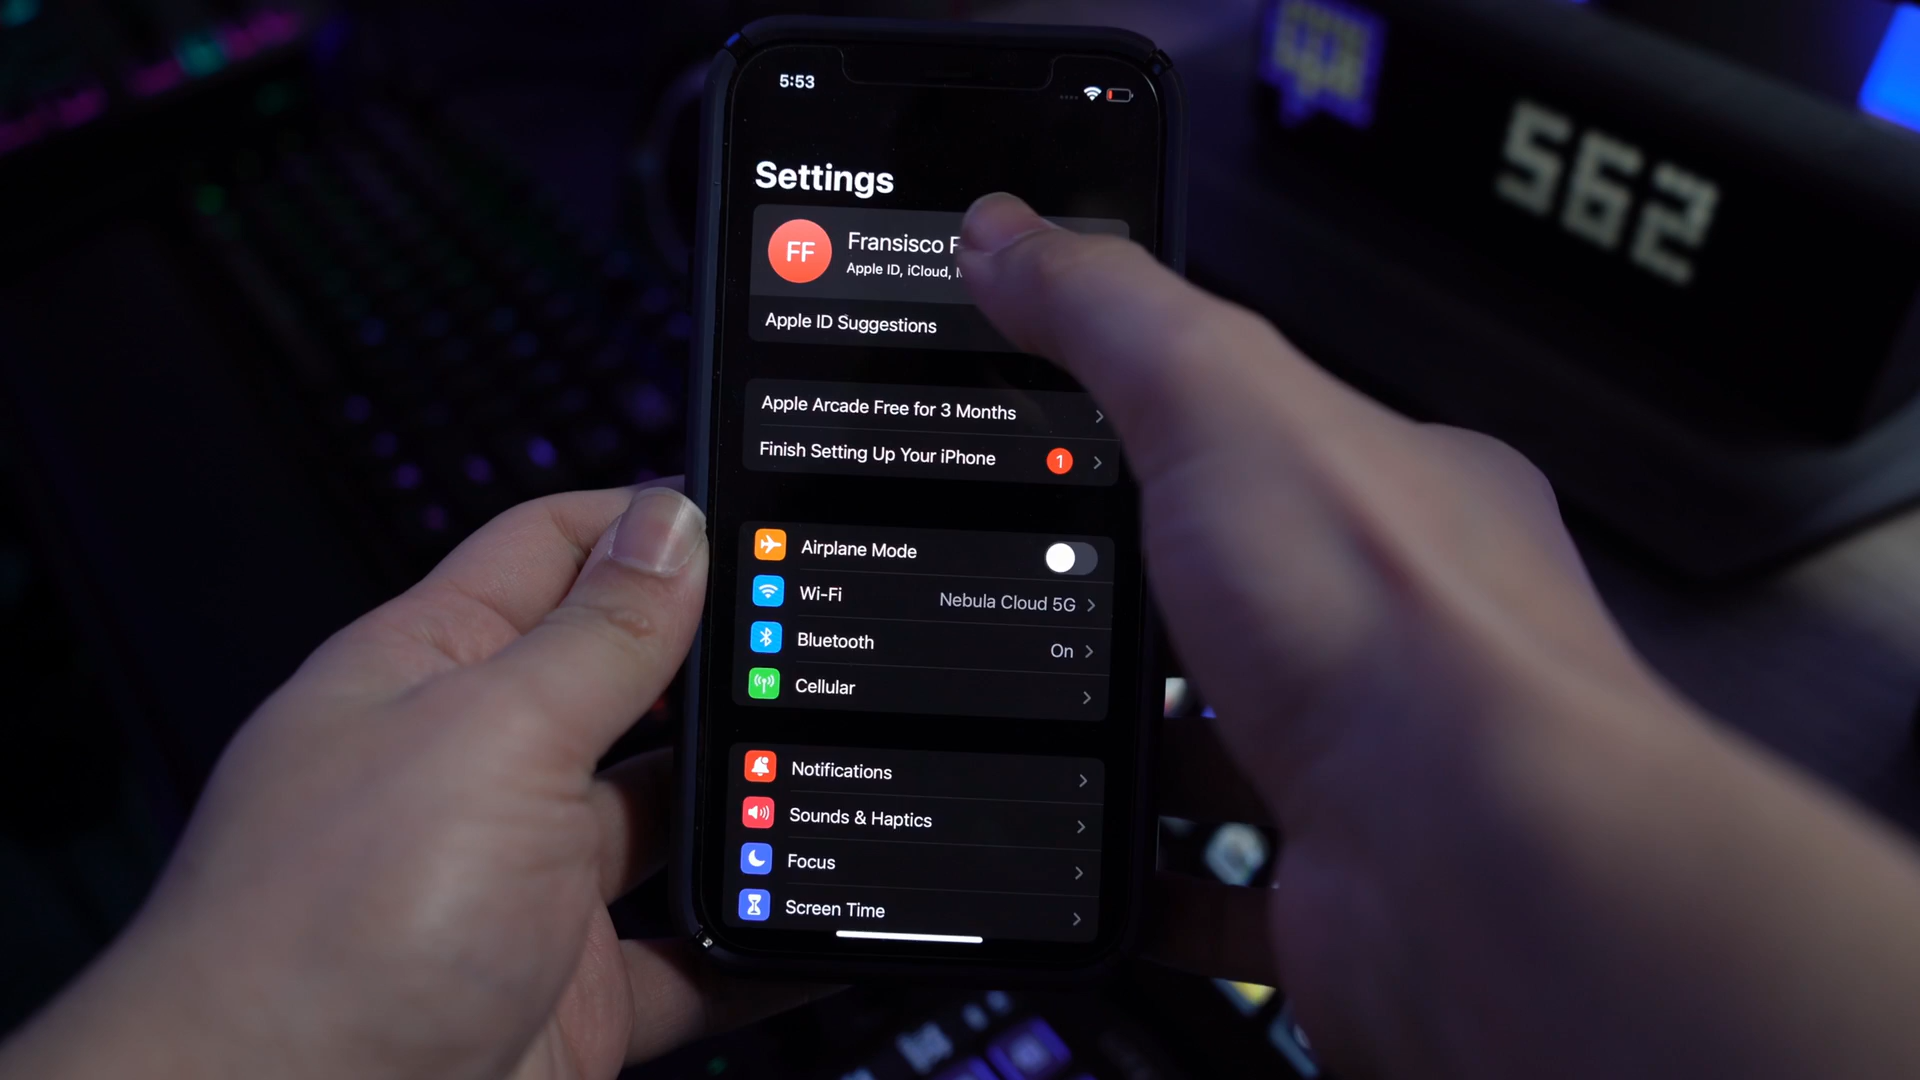 5:53
Settings
FF
Fransisco F
Apple ID, iCloud,
Apple ID Suggestions
Apple Arcade Free for 3 Months
Finish Setting Up Your iPhone 1
Airplane Mode
Wi-Fi Nebula Cloud 5G
Bluetooth On
Cellular
Notifications
Sounds & Haptics
Focus
Screen Time
562